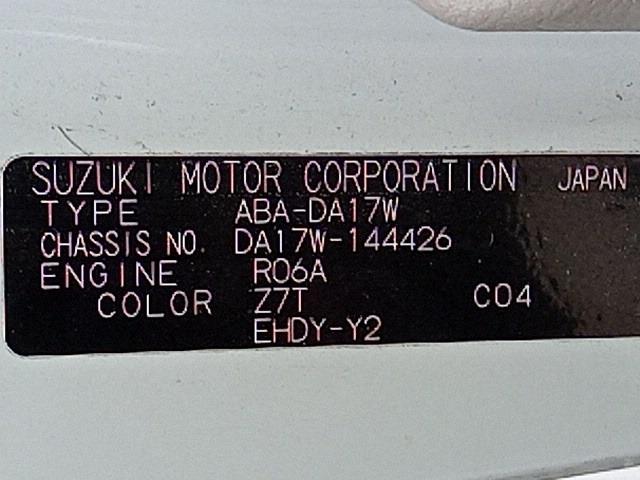 SUZUKI MOTOR CORPORATION JAPAN
TYPE ABA-DA17W
CHASSIS NO. DA17W-144426
ENGINE R06A
COLOR Z7T C04
EHDY-Y2